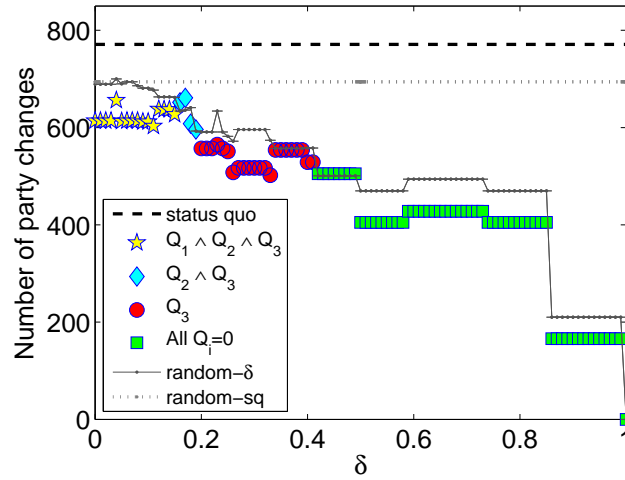 800
600
400
200
0
Number of party changes
status quo
Q1 ∧ Q2 ∧ Q3
Q2 ∧ Q3
Q3
All Qi=0
random-δ
random-sq
0 0.2 0.4 0.6 0.8 1
δ